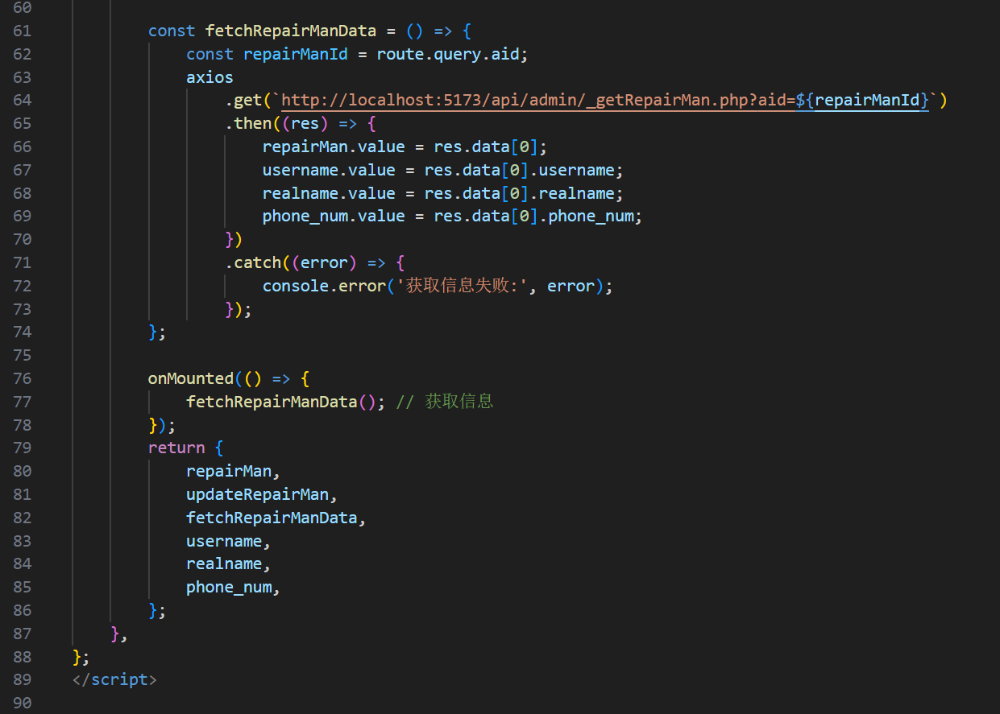 60
61 const fetchRepairManData = () => {
62 const repairManId = route.query.aid;
63 axios
64 .get(`http://localhost:5173/api/admin/_getRepairMan.php?aid=${repairManId}`)
65 .then((res) => {
66 repairMan.value = res.data[0];
67 username.value = res.data[0].username;
68 realname.value = res.data[0].realname;
69 phone_num.value = res.data[0].phone_num;
70 })
71 .catch((error) => {
72 console.error('获取信息失败:', error);
73 });
74 };
75
76 onMounted(() => {
77 fetchRepairManData(); // 获取信息
78 });
79 return {
80 repairMan,
81 updateRepairMan,
82 fetchRepairManData,
83 username,
84 realname,
85 phone_num,
86 };
87 },
88 };
89 </script>
90